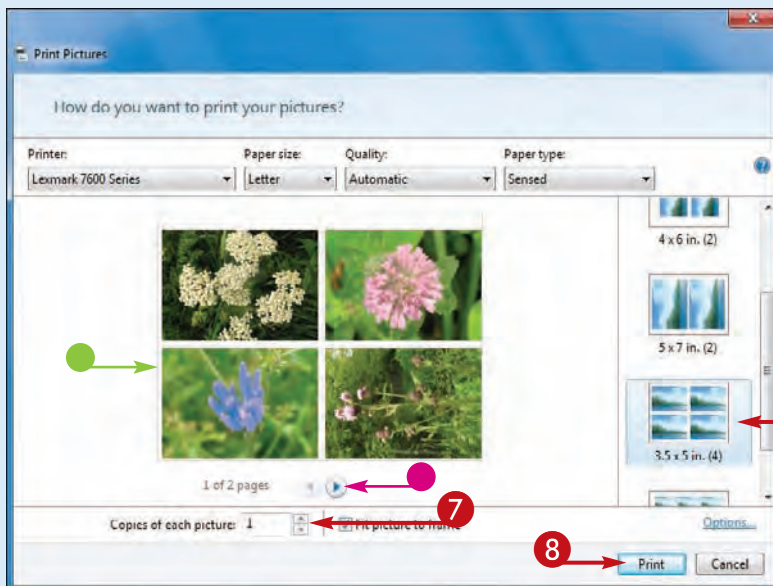 Print Pictures
How do you want to print your pictures?
Printer: Paper size: Quality: Paper type:
Lexmark 7600 Series Letter Automatic Sensed
4 x 6 in. (2)
5 x 7 in. (2)
3.5 x 5 in. (4)
1 of 2 pages
Copies of each picture: 1 7 Fit picture to frame Options...
8 Print Cancel